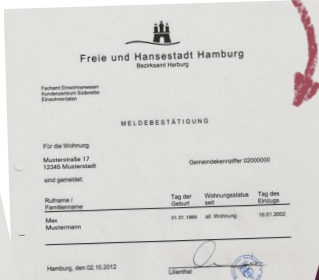 Freie und Hansestadt Hamburg
Bezirksamt Harburg
Fachamt Einwohnerwesen
Kundenzentrum Süderelbe
Einwohnerdaten
MELDEBESTÄTIGUNG
Für die Wohnung
Musterstraße 17
12345 Musterstadt
Gemeindekennziffer 02000000
sind gemeldet
Rufname / Familienname
Tag der Geburt
Wohnungsstatus seit
Tag des Einzugs
Max Mustermann
01.01.1999
all. Wohnung
16.01.2002
Hamburg, den 02.10.2012
Lilienthal